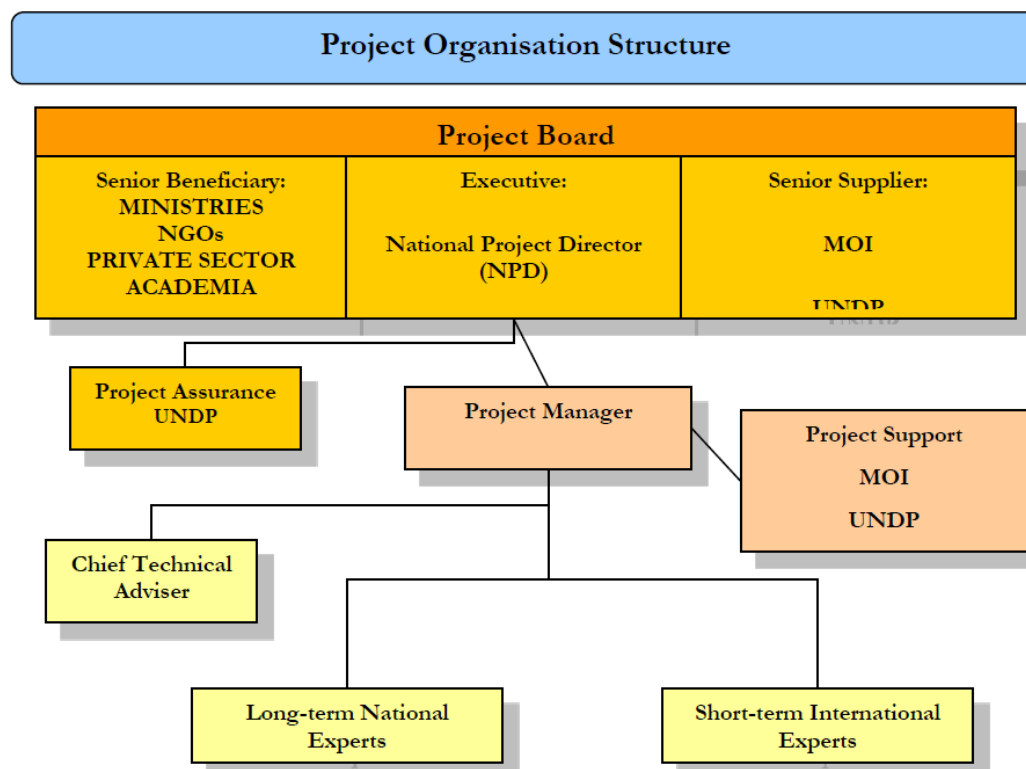 Project Organisation Structure
Project Board
Senior Beneficiary:
MINISTRIES
NGOs
PRIVATE SECTOR
ACADEMIA
Executive:
National Project Director
(NPD)
Senior Supplier:
MOI
UNDP
Project Assurance
UNDP
Project Manager
Project Support
MOI
UNDP
Chief Technical
Adviser
Long-term National
Experts
Short-term International
Experts